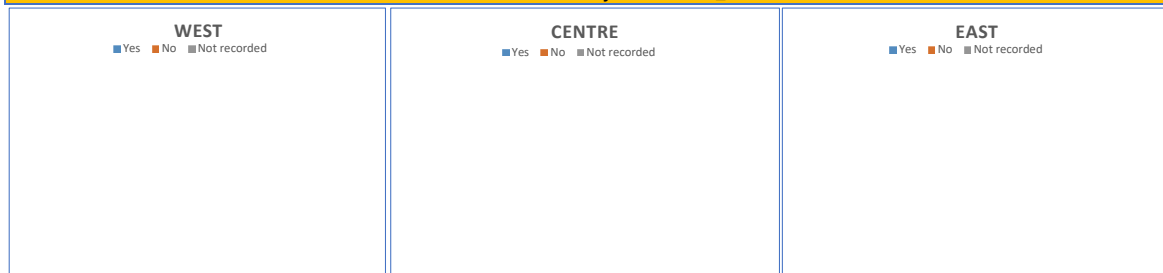 WEST
Yes No Not recorded
CENTRE
Yes No Not recorded
EAST
Yes No Not recorded